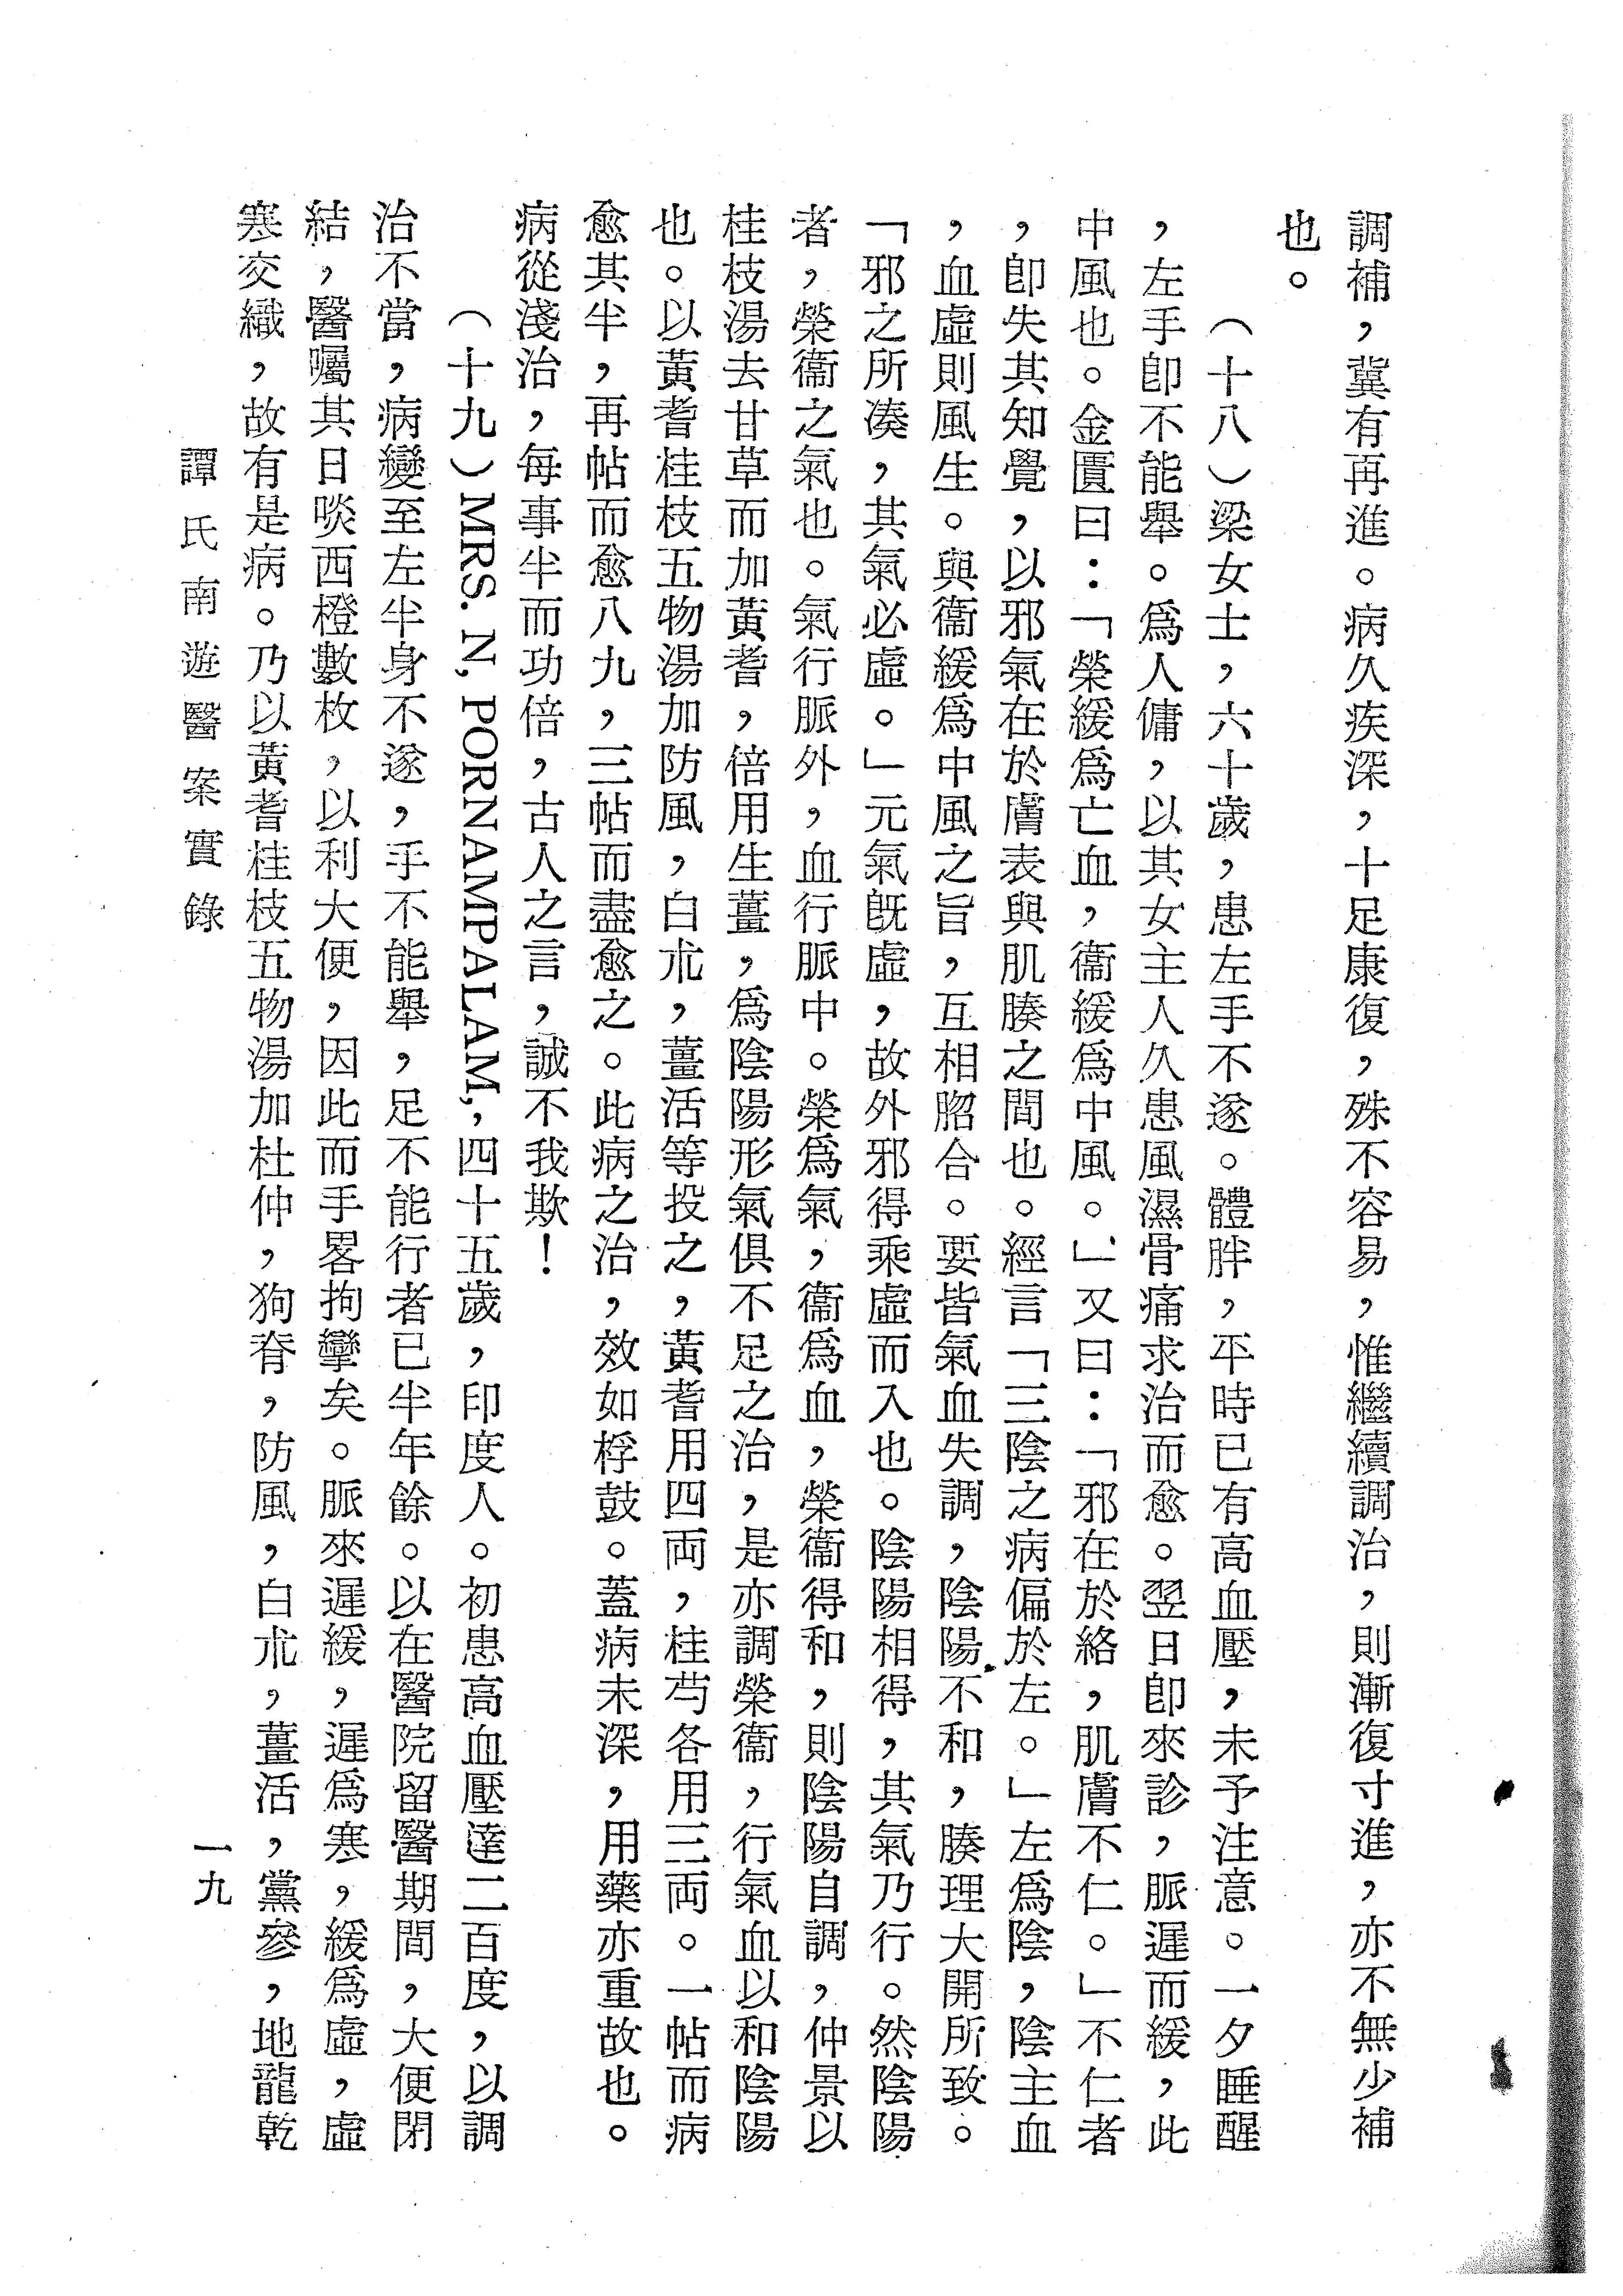 調補，冀有再進。病久疾深，十足康復，殊不容易，惟繼續調治，則漸復寸進，亦不無少補
也。
（十八）梁女士，六十歲，患左手不遂。體胖，平時已有高血壓，未予注意。一夕睡醒
，左手卽不能舉。爲人傭，以其女主人久患風濕骨痛求治而愈。翌日卽來診，脈遲而緩，此
中風也。金匱曰：「榮緩爲亡血，衞緩爲中風。」又曰：「邪在於絡，肌膚不仁。」不仁者
，卽失其知覺，以邪氣在於膚表與肌腠之間也。經言「三陰之病偏於左。」左爲陰，陰主血
，血虛則風生。與衞緩爲中風之旨，互相脗合。要皆氣血失調，陰陽不和，腠理大開所致。
「邪之所湊，其氣必虛。」元氣旣虛，故外邪得乘虛而入也。陰陽相得，其氣乃行。然陰陽
者，榮衞之氣也。氣行脈外，血行脈中。榮爲氣，衞爲血，榮衞得和，則陰陽自調，仲景以
桂枝湯去甘草而加黃耆，倍用生薑，爲陰陽形氣俱不足之治，是亦調榮衞，行氣血以和陰陽
也。以黃耆桂枝五物湯加防風，白朮，薑活等投之，黃耆用四両，桂芍各用三両。一帖而病
愈其半，再帖而愈八九，三帖而盡愈之。此病之治，效如桴鼓。蓋病未深，用藥亦重故也。
病從淺治，每事半而功倍，古人之言，誠不我欺！
（十九）MRS. N, PORNAMPALAM,，四十五歲，印度人。初患高血壓達二百度，以調
治不當，病變至左半身不遂，手不能舉，足不能行者已半年餘。以在醫院留醫期間，大便閉
結，醫囑其日啖西橙數枚，以利大便，因此而手畧拘攣矣。脈來遲緩，遲爲寒，緩爲虛，虛
寒交織，故有是病。乃以黃耆桂枝五物湯加杜仲，狗脊，防風，白朮，薑活，黨參，地龍乾
譚氏南遊醫案實錄
一九